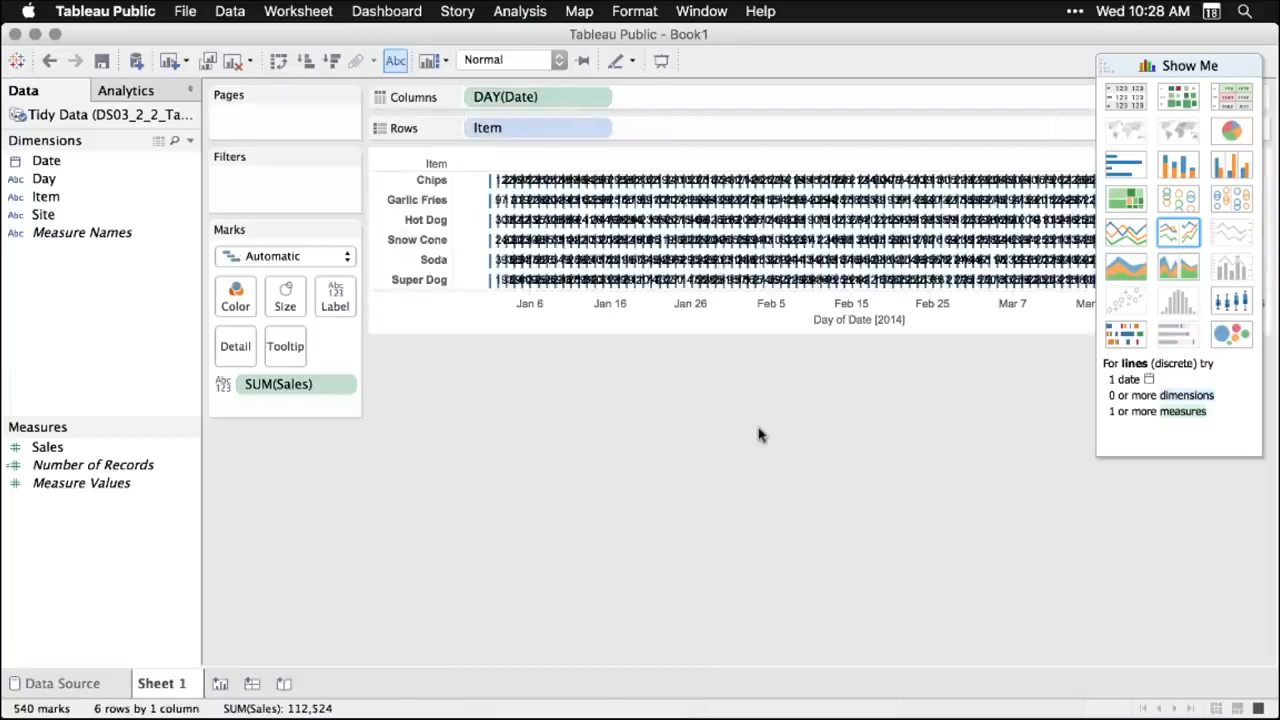 Tableau Public File Data Worksheet Dashboard Story Analysis Map Format Window Help Wed 10:28 AM 18
Tableau Public - Book1
Abc Normal
Show Me
Data Analytics
Tidy Data (DS03_2_2_Ta...
Dimensions
Date
Abc Day
Abc Item
Abc Site
Abc Measure Names
Measures
Sales
Number of Records
Measure Values
Pages
Filters
Marks
Automatic
Color Size Label
Detail Tooltip
SUM(Sales)
Columns DAY(Date)
Rows Item
Item
Chips
Garlic Fries
Hot Dog
Snow Cone
Soda
Super Dog
Jan 6 Jan 16 Jan 26 Feb 5 Feb 15 Feb 25 Mar 7
Day of Date [2014]
For lines (discrete) try
1 date
0 or more dimensions
1 or more measures
Data Source Sheet 1
540 marks 6 rows by 1 column SUM(Sales): 112,524